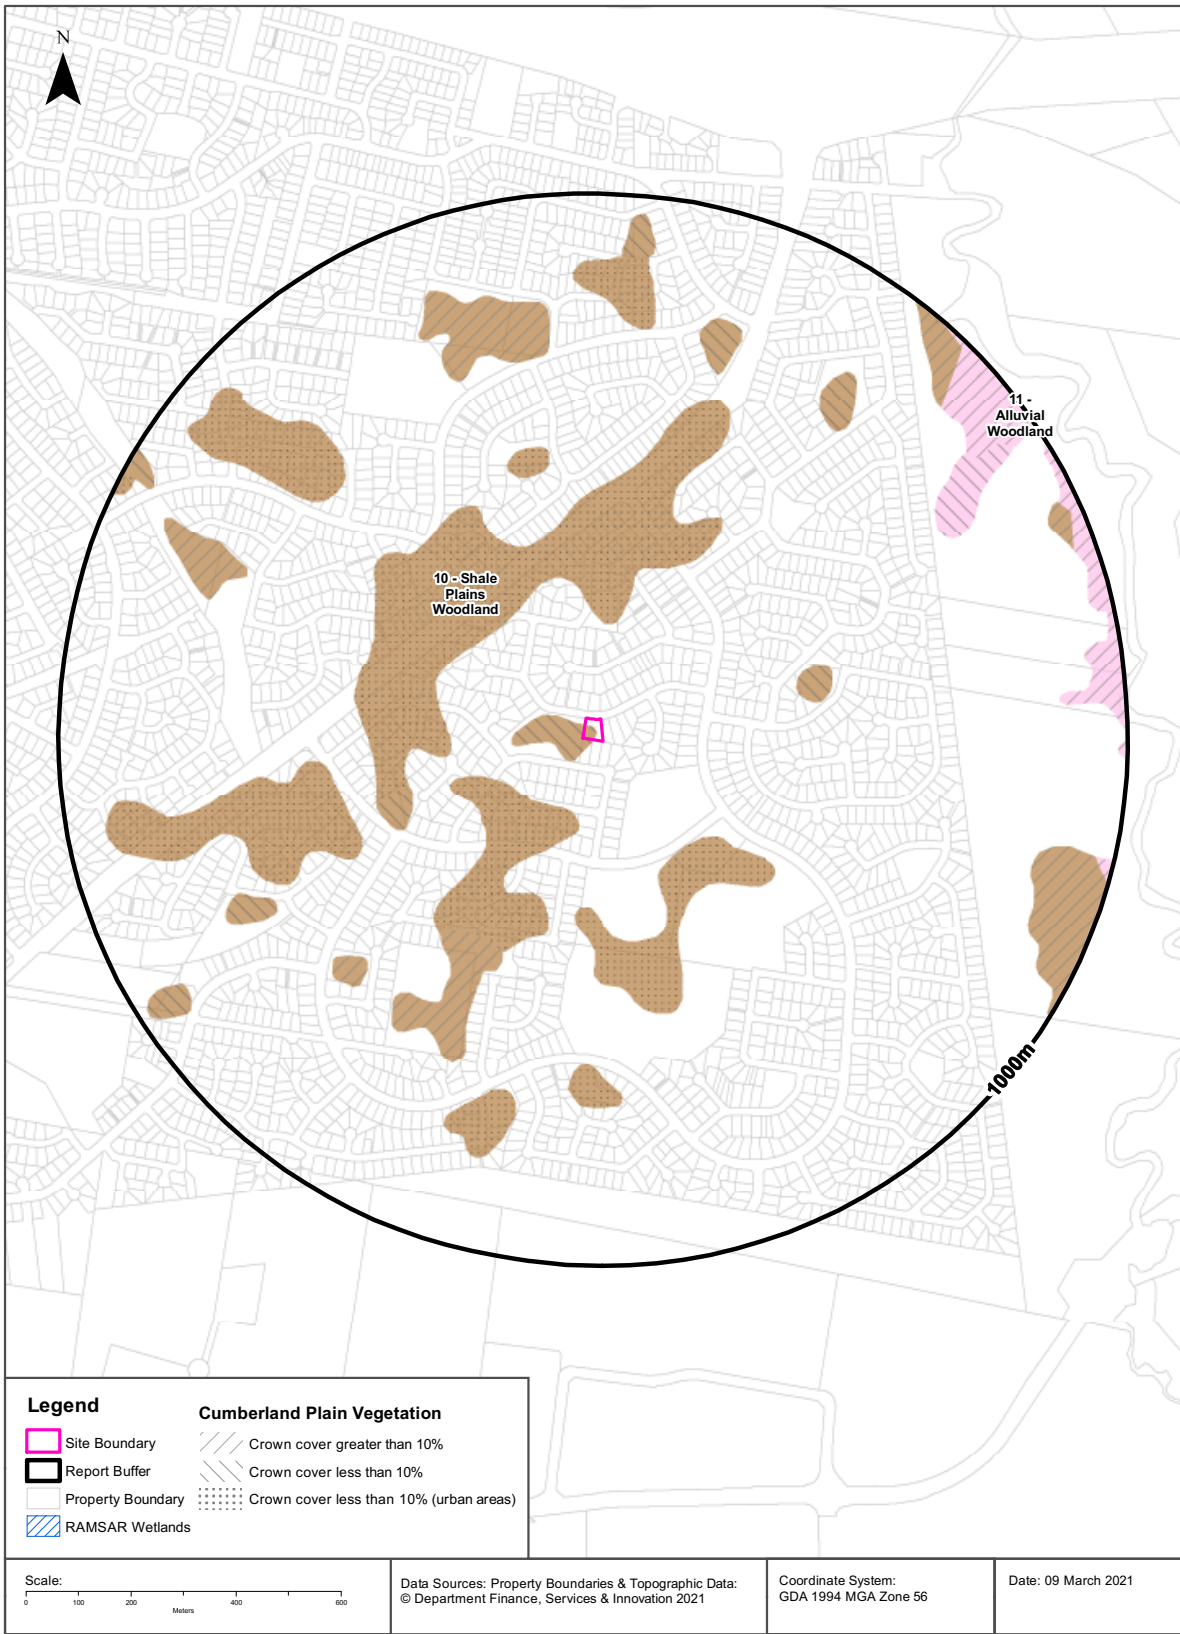 N
11 -
Alluvial
Woodland
10 - Shale
Plains
Woodland
1000m
Legend
Site Boundary
Report Buffer
Property Boundary
RAMSAR Wetlands
Cumberland Plain Vegetation
Crown cover greater than 10%
Crown cover less than 10%
Crown cover less than 10% (urban areas)
Scale:
0 100 200 400 600
Meters
Data Sources: Property Boundaries & Topographic Data:
© Department Finance, Services & Innovation 2021
Coordinate System:
GDA 1994 MGA Zone 56
Date: 09 March 2021